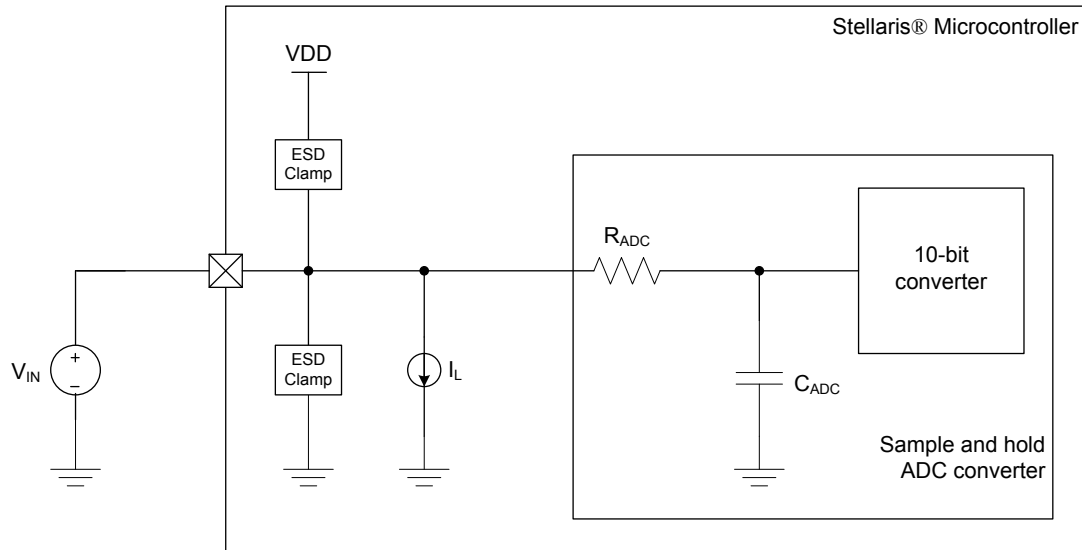 Stellaris® Microcontroller
VDD
ESD
Clamp
R_ADC
10-bit
converter
V_IN
+
–
ESD
Clamp
I_L
C_ADC
Sample and hold
ADC converter